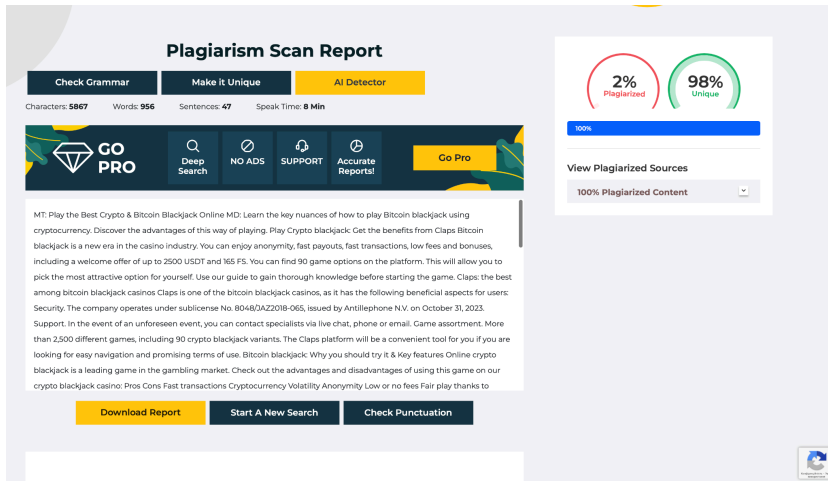 Plagiarism Scan Report
Check Grammar
Make it Unique
AI Detector
Characters: 5867 Words: 956 Sentences: 47 Speak Time: 8 Min
GO
PRO
Deep
Search
NO ADS
SUPPORT
Accurate
Reports!
Go Pro
MT: Play the Best Crypto & Bitcoin Blackjack Online MD: Learn the key nuances of how to play Bitcoin blackjack using
cryptocurrency. Discover the advantages of this way of playing. Play Crypto blackjack: Get the benefits from Claps Bitcoin
blackjack is a new era in the casino industry. You can enjoy anonymity, fast payouts, fast transactions, low fees and bonuses,
including a welcome offer of up to 2500 USDT and 165 FS. You can find 90 game options on the platform. This will allow you to
pick the most attractive option for yourself. Use our guide to gain thorough knowledge before starting the game. Claps: the best
among bitcoin blackjack casinos Claps is one of the bitcoin blackjack casinos, as it has the following beneficial aspects for users:
Security. The company operates under sublicense No. 8048/JAZ2018-065, issued by Antillephone N.V. on October 31, 2023.
Support. In the event of an unforeseen event, you can contact specialists via live chat, phone or email. Game assortment. More
than 2,500 different games, including 90 crypto blackjack variants. The Claps platform will be a convenient tool for you if you are
looking for easy navigation and promising terms of use. Bitcoin blackjack: Why you should try it & Key features Online crypto
blackjack is a leading game in the gambling market. Check out the advantages and disadvantages of using this game on our
crypto blackjack casino: Pros Cons Fast transactions Cryptocurrency Volatility Anonymity Low or no fees Fair play thanks to
Download Report
Start A New Search
Check Punctuation
2%
Plagiarized
98%
Unique
100%
View Plagiarized Sources
100% Plagiarized Content